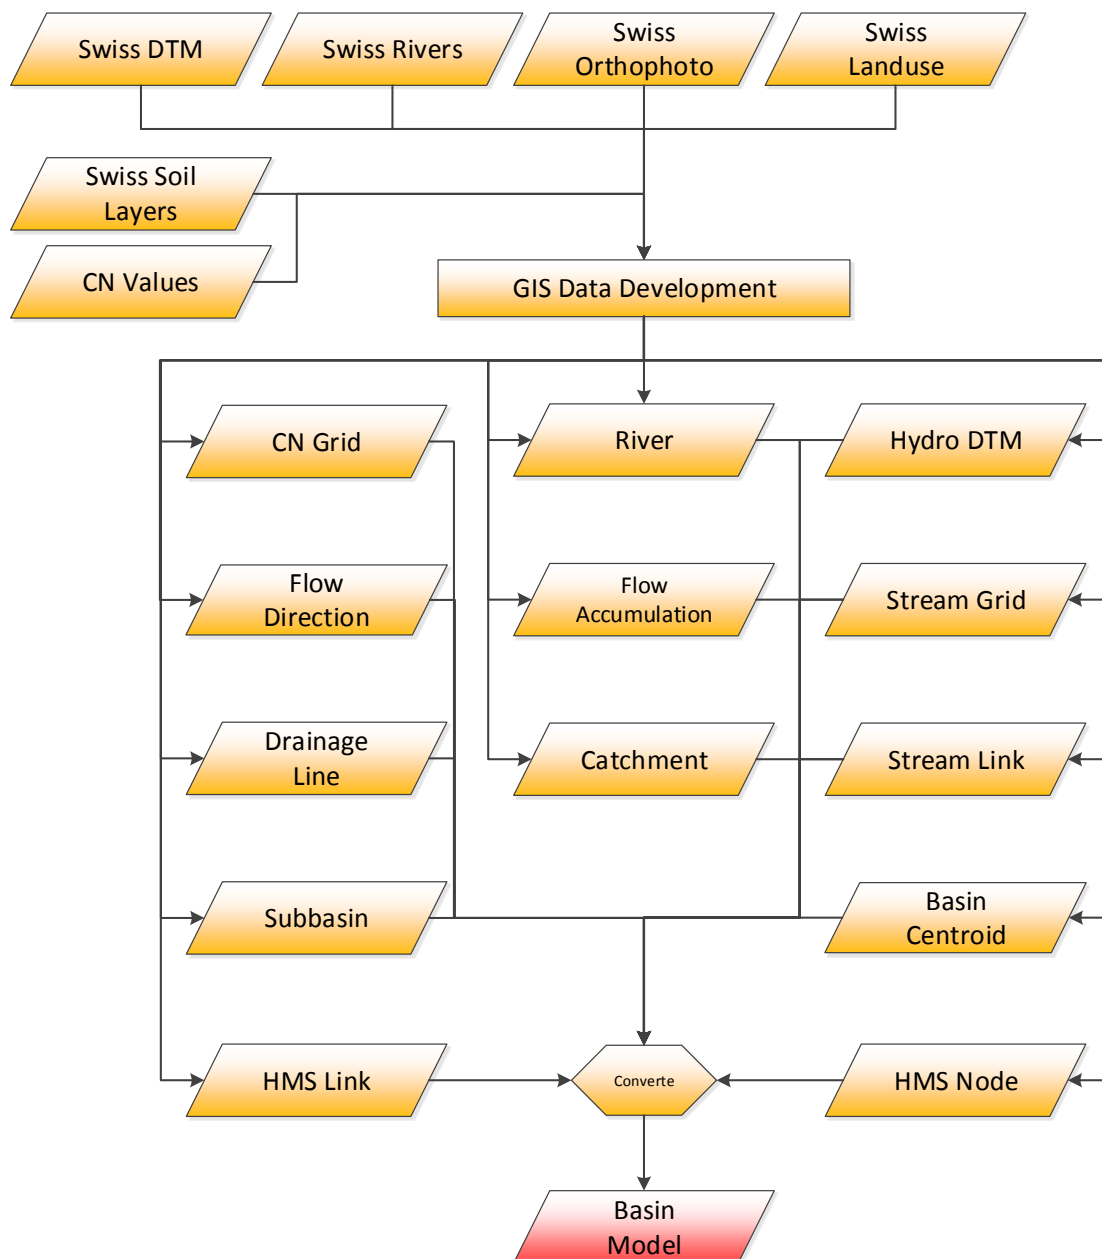 Swiss DTM
Swiss Rivers
Swiss
Orthophoto
Swiss
Landuse
Swiss Soil
Layers
CN Values
GIS Data Development
CN Grid
River
Hydro DTM
Flow
Direction
Flow
Accumulation
Stream Grid
Drainage
Line
Catchment
Stream Link
Subbasin
Basin
Centroid
HMS Link
Converte
HMS Node
Basin
Model